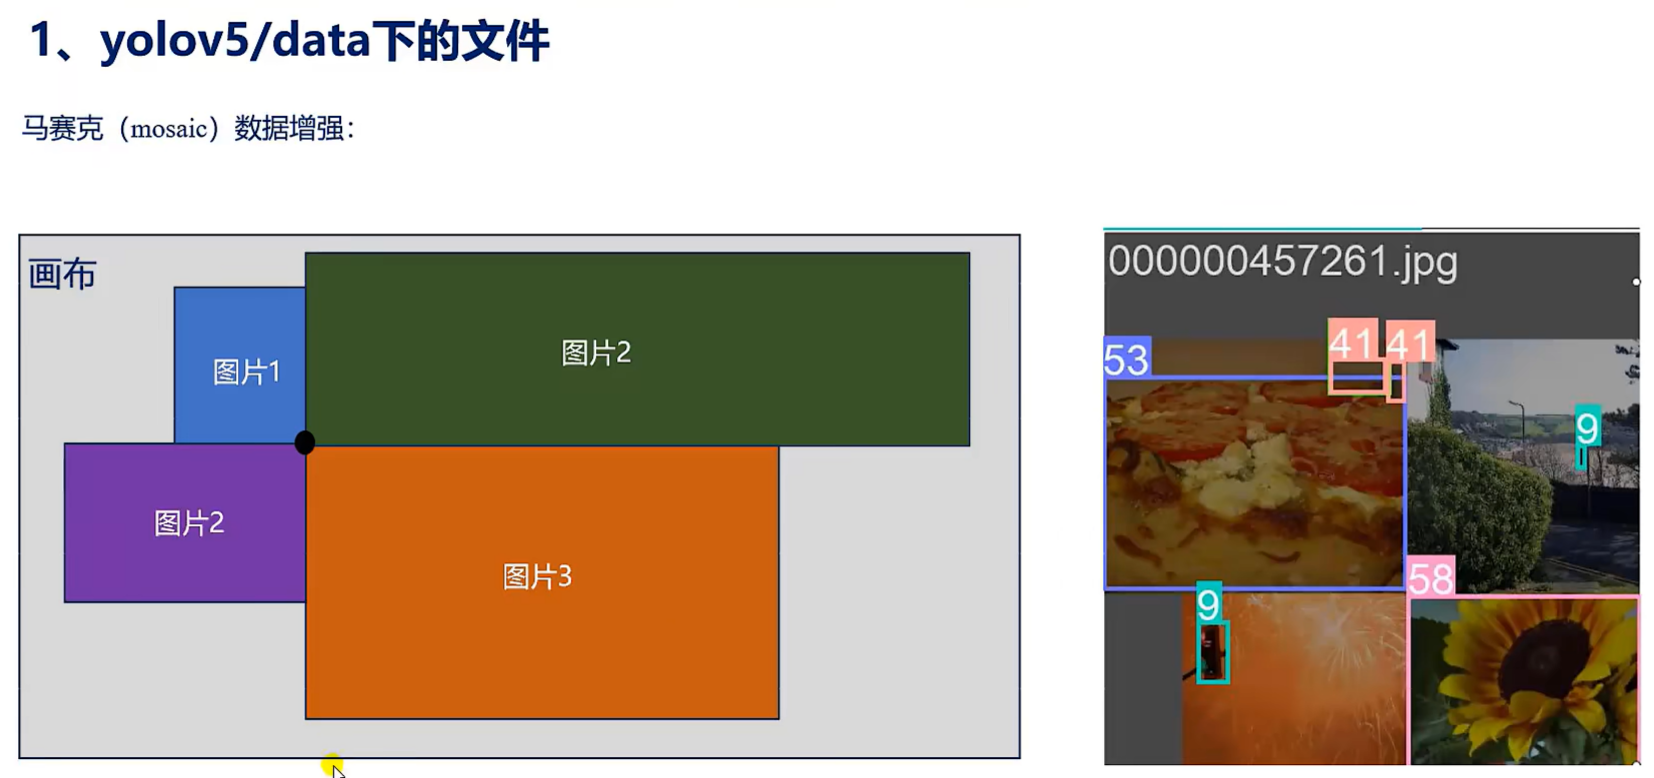 1、yolov5/data下的文件
马赛克（mosaic）数据增强：
画布
图片1
图片2
图片2
图片3
000000457261.jpg
41 41
53
9
58
9